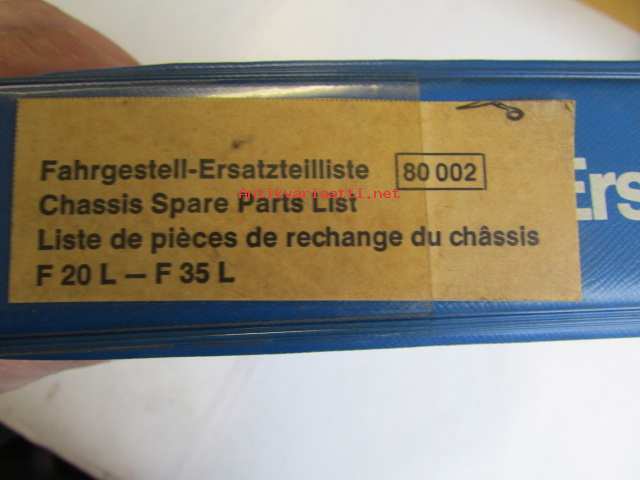 Fahrgestell-Ersatzteilliste 80 002
Antikvariaatti.net
Chassis Spare Parts List
Liste de pièces de rechange du châssis
F 20 L – F 35 L
Ers